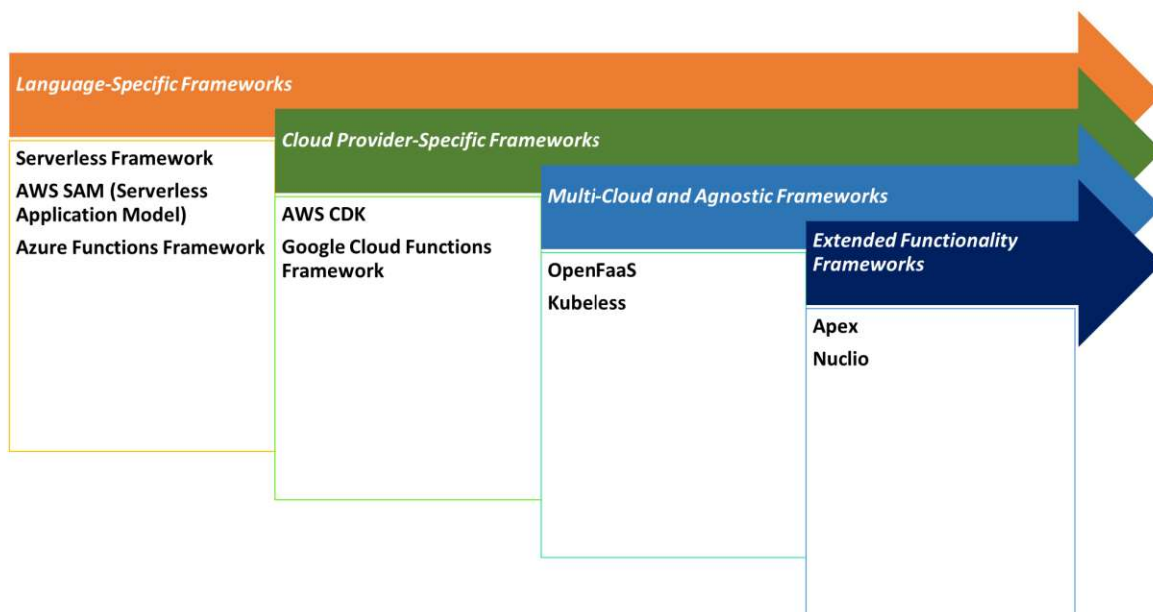 Language-Specific Frameworks
Serverless Framework
AWS SAM (Serverless
Application Model)
Azure Functions Framework
Cloud Provider-Specific Frameworks
AWS CDK
Google Cloud Functions
Framework
Multi-Cloud and Agnostic Frameworks
OpenFaaS
Kubeless
Extended Functionality
Frameworks
Apex
Nuclio